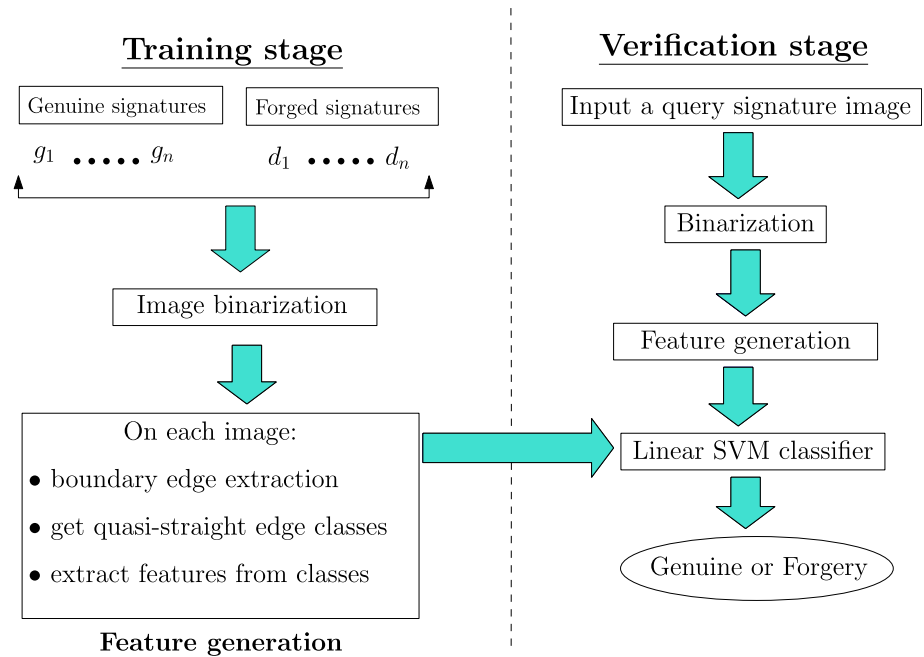 Training stage
Genuine signatures
Forged signatures
g₁ ..... gₙ
d₁ ..... dₙ
Image binarization
On each image:
• boundary edge extraction
• get quasi-straight edge classes
• extract features from classes
Feature generation
Verification stage
Input a query signature image
Binarization
Feature generation
Linear SVM classifier
Genuine or Forgery